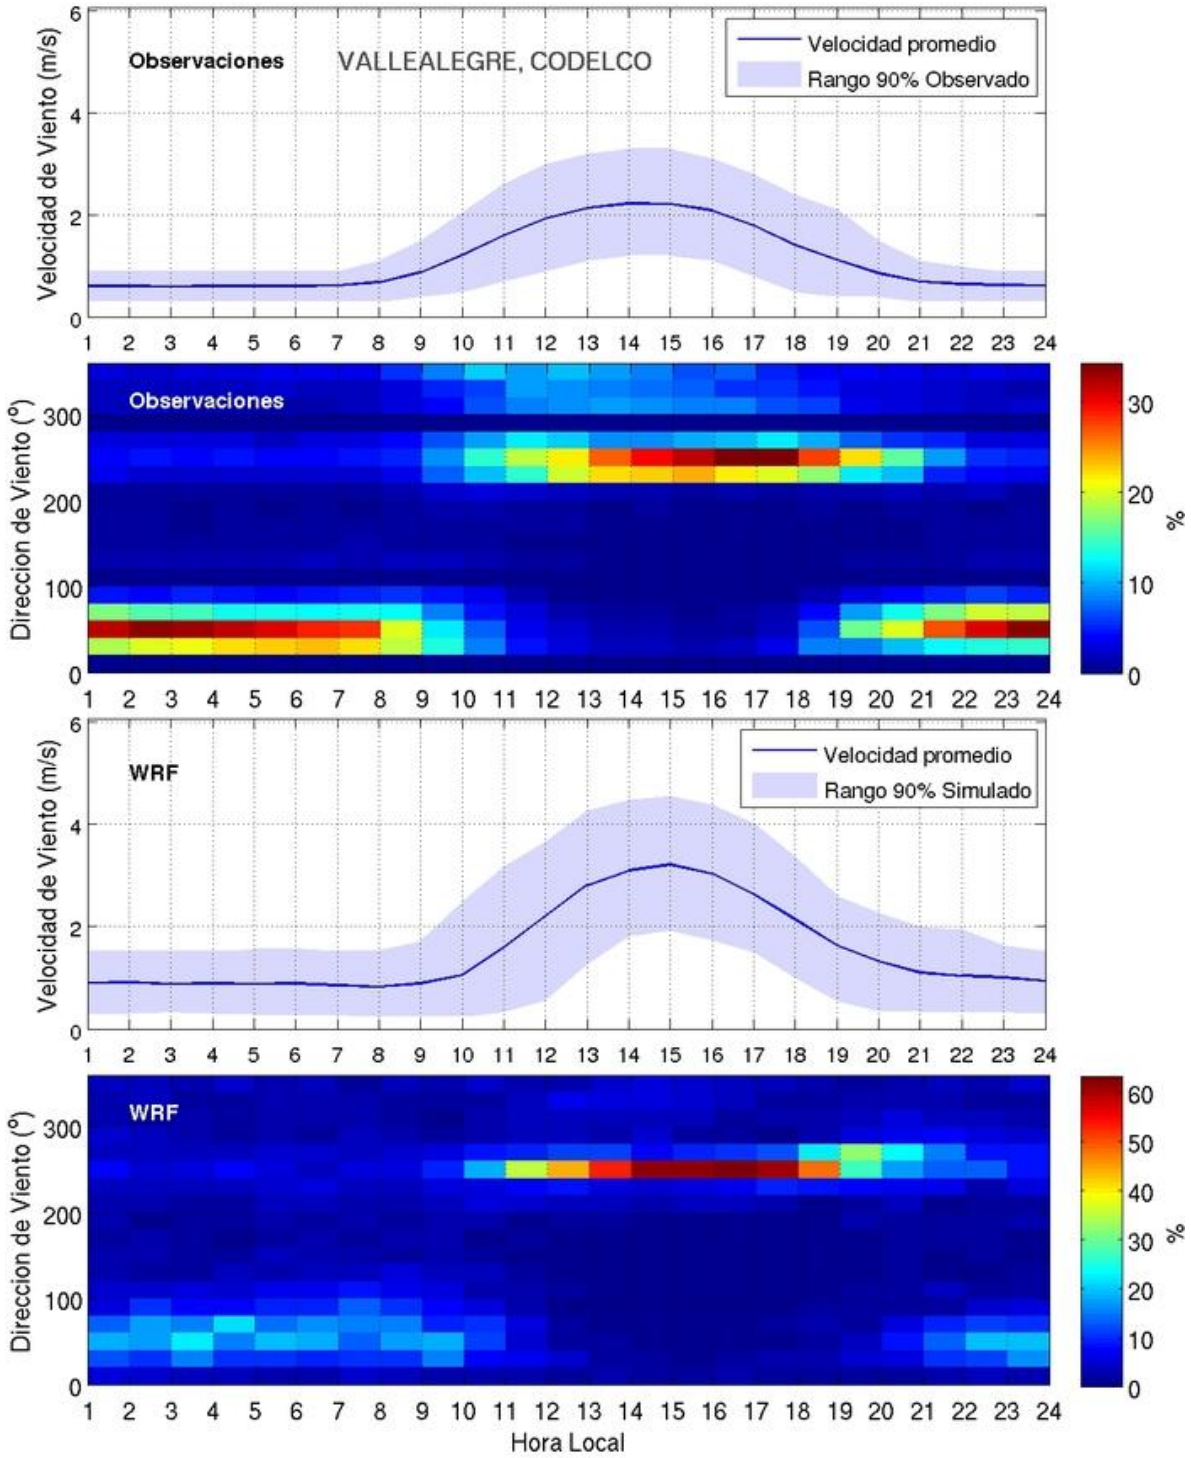 6
Observaciones VALLEALEGRE, CODELCO
Velocidad promedio
Rango 90% Observado
4
2
0
Velocidad de Viento (m/s)
1 2 3 4 5 6 7 8 9 10 11 12 13 14 15 16 17 18 19 20 21 22 23 24
Observaciones
300
200
100
0
Direccion de Viento (º)
30
20
10
0
%
1 2 3 4 5 6 7 8 9 10 11 12 13 14 15 16 17 18 19 20 21 22 23 24
6
WRF
Velocidad promedio
Rango 90% Simulado
4
2
0
Velocidad de Viento (m/s)
1 2 3 4 5 6 7 8 9 10 11 12 13 14 15 16 17 18 19 20 21 22 23 24
WRF
300
200
100
0
Direccion de Viento (º)
60
50
40
30
20
10
0
%
1 2 3 4 5 6 7 8 9 10 11 12 13 14 15 16 17 18 19 20 21 22 23 24
Hora Local